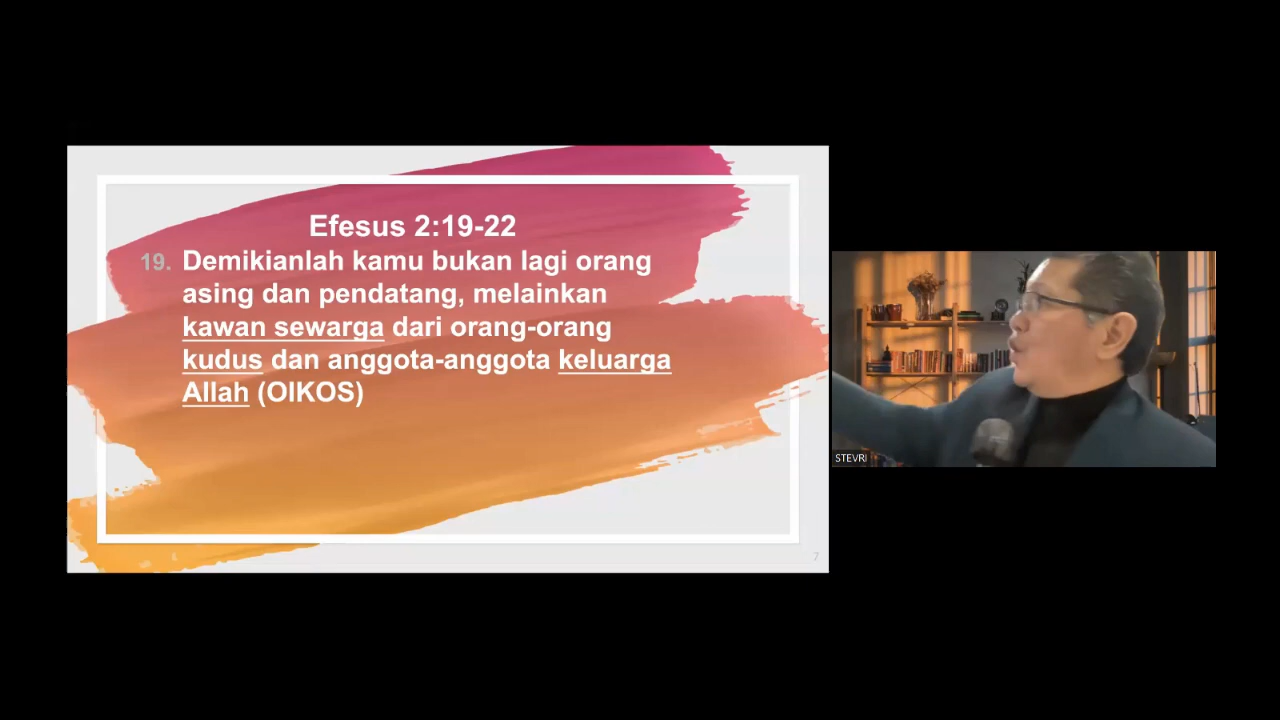 Efesus 2:19-22
19. Demikianlah kamu bukan lagi orang
asing dan pendatang, melainkan
kawan sewarga dari orang-orang
kudus dan anggota-anggota keluarga
Allah (OIKOS)
7
STEVRI